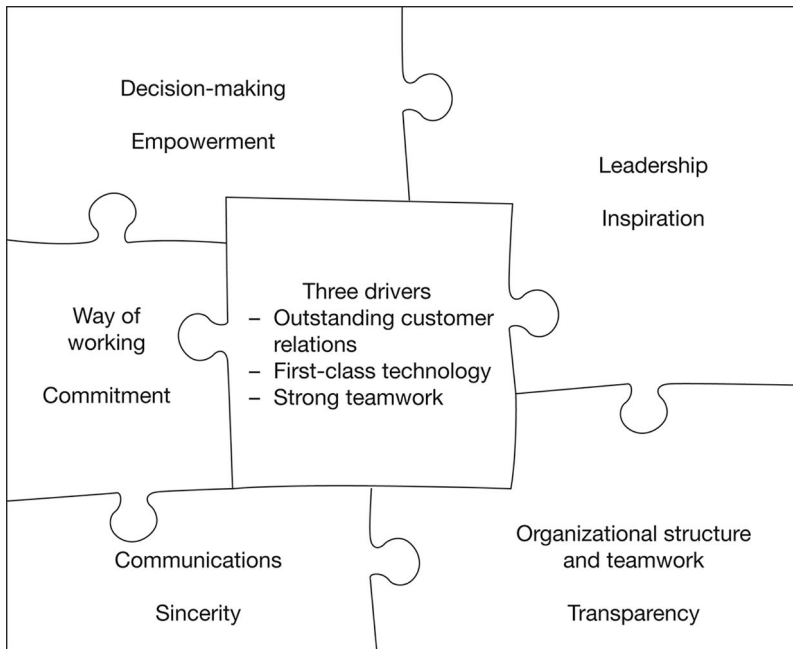 Decision-making
Empowerment
Leadership
Inspiration
Way of
working
Commitment
Three drivers
– Outstanding customer
relations
– First-class technology
– Strong teamwork
Communications
Sincerity
Organizational structure
and teamwork
Transparency